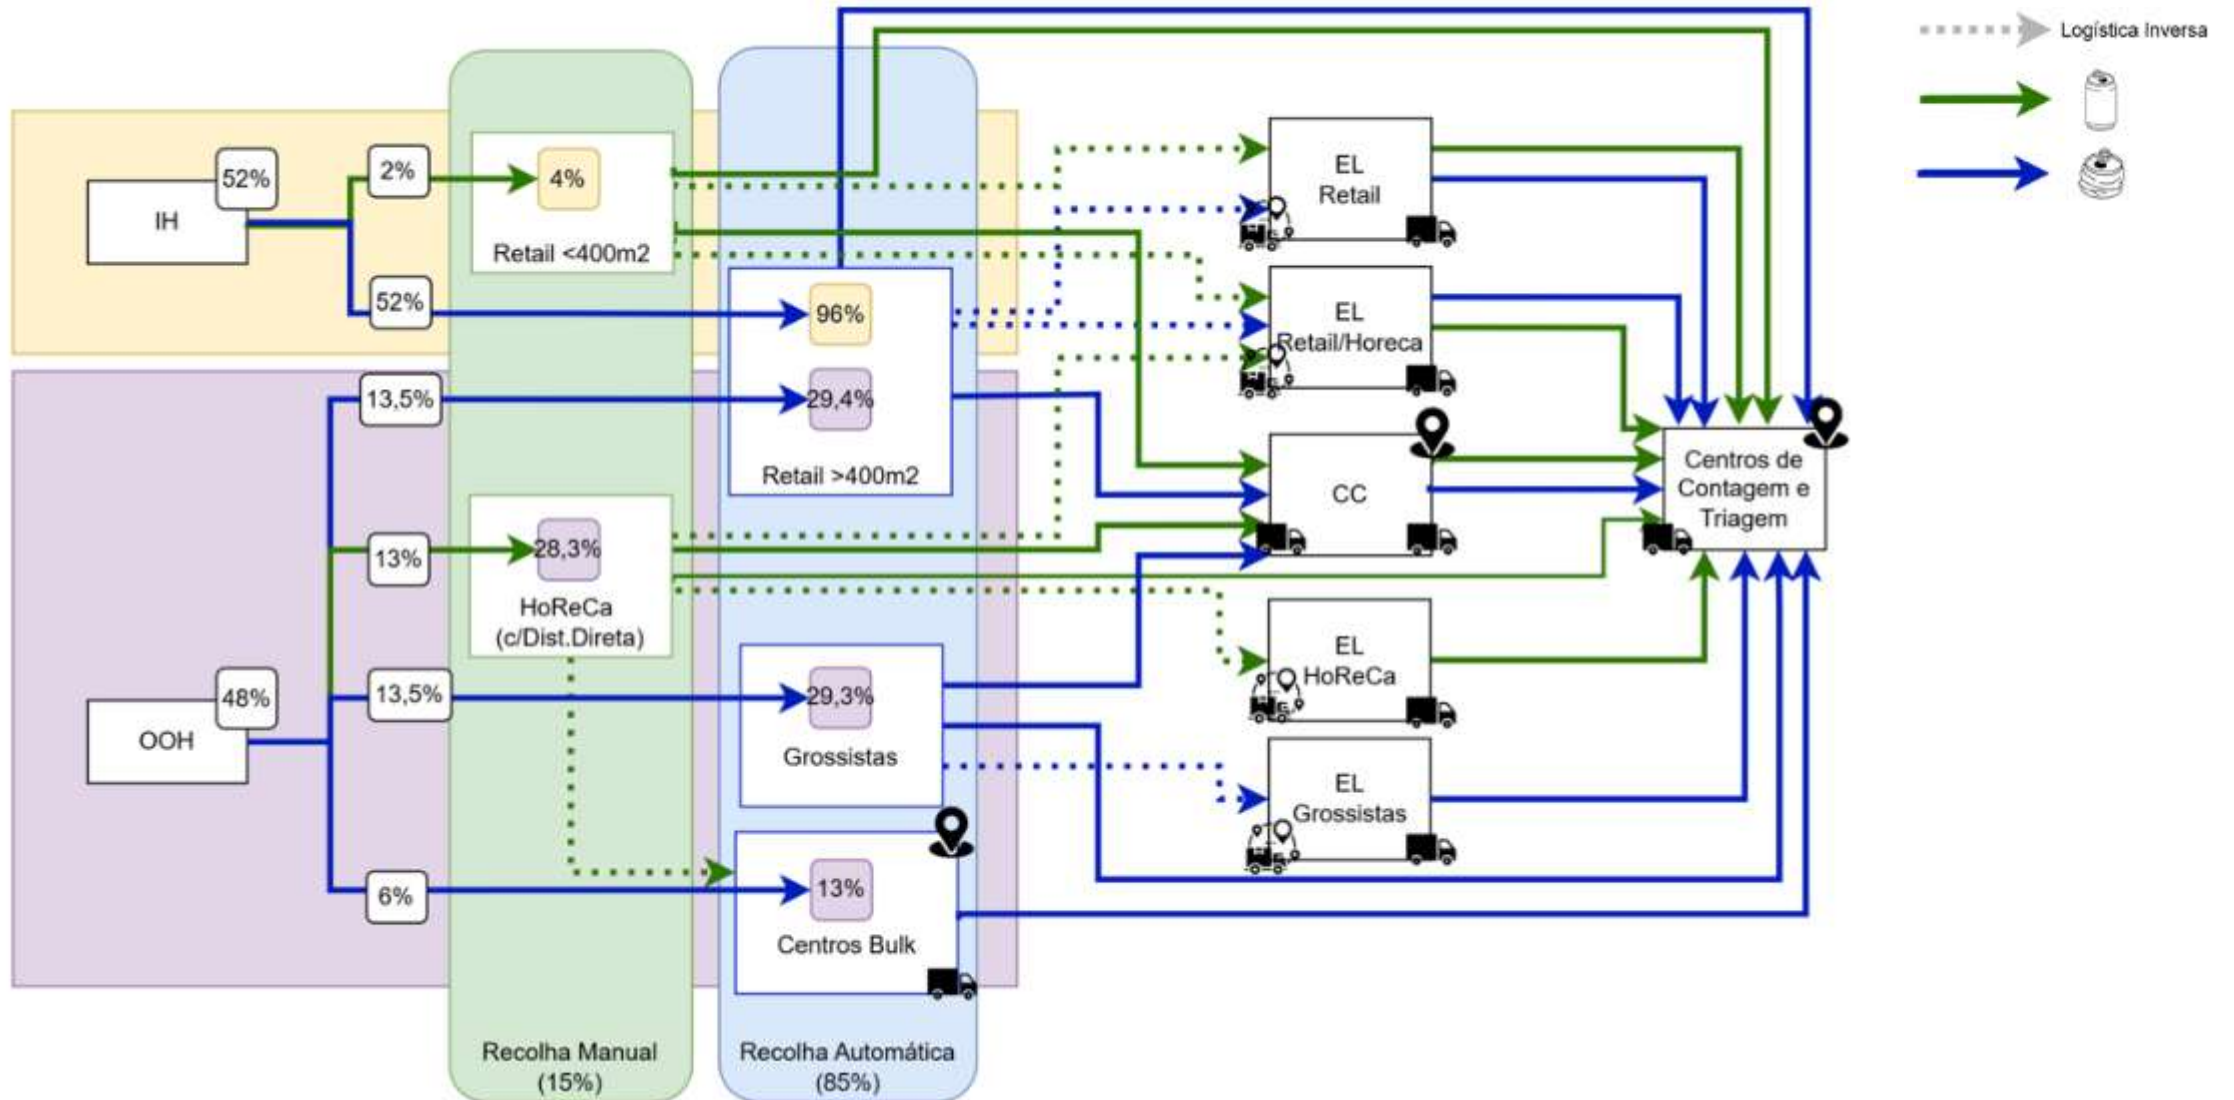 Logística Inversa
52%
IH
2%
4%
Retail <400m2
52%
96%
13,5%
29,4%
Retail >400m2
13%
28,3%
HoReCa
(c/Dist.Direta)
48%
OOH
13,5%
29,3%
Grossistas
6%
13%
Centros Bulk
Recolha Manual
(15%)
Recolha Automática
(85%)
EL
Retail
EL
Retail/Horeca
CC
EL
HoReCa
EL
Grossistas
Centros de
Contagem e
Triagem